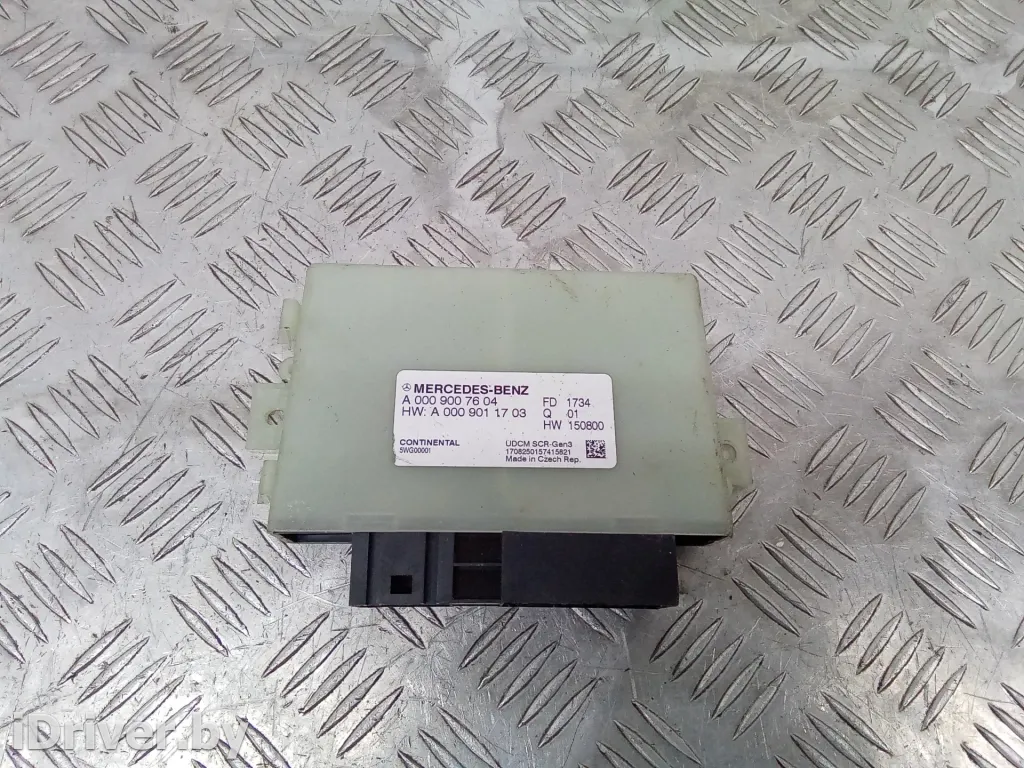 MERCEDES-BENZ
A 000 900 76 04 FD 1734
HW: A 000 901 17 03 Q 01
HW 150800
CONTINENTAL UDCM SCR-Gen3
5WG00001 1708250157415821
Made in Czech Rep.
iDriver.by